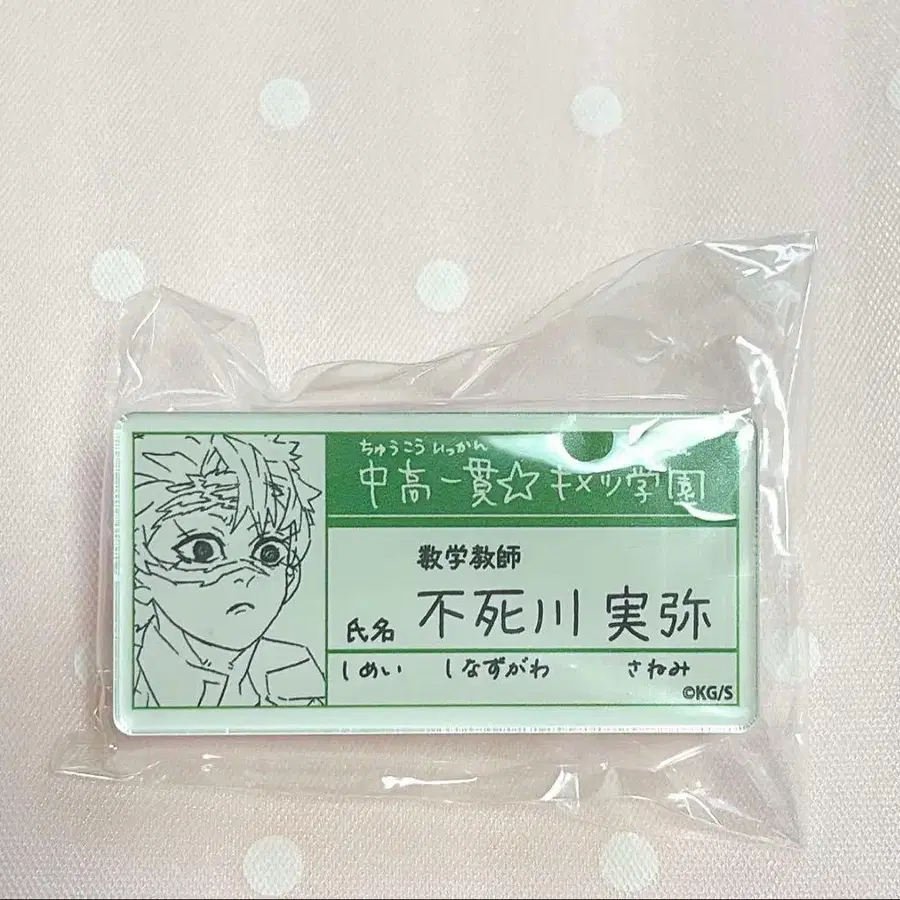 ちゅうこういっかん
中高一貫☆キメツ学園
数学教師
氏名 不死川 実弥
しめい しなずがわ さねみ
©KG/S